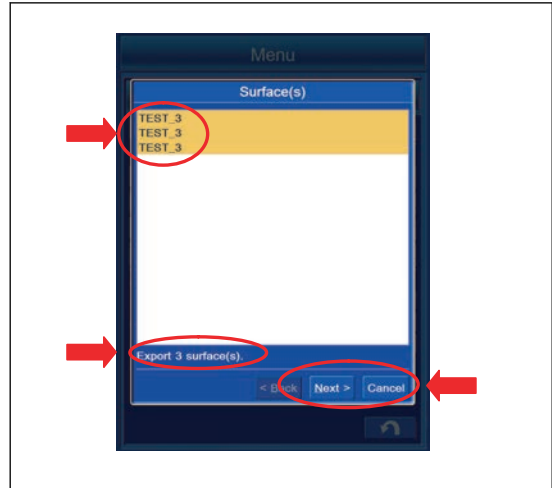 Menu
Surface(s)
TEST_3
TEST_3
TEST_3
Export 3 surface(s).
< Back Next > Cancel